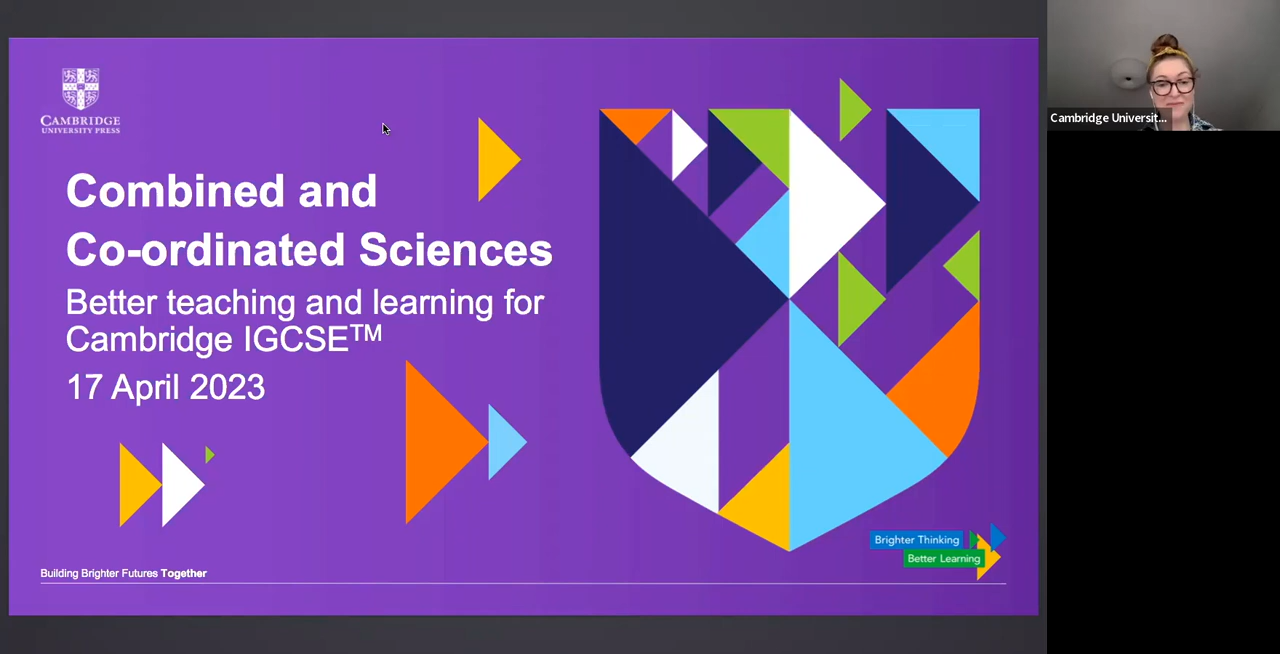 CAMBRIDGE
UNIVERSITY PRESS
Combined and
Co-ordinated Sciences
Better teaching and learning for
Cambridge IGCSE™
17 April 2023
Brighter Thinking
Better Learning
Building Brighter Futures Together
Cambridge Universit...